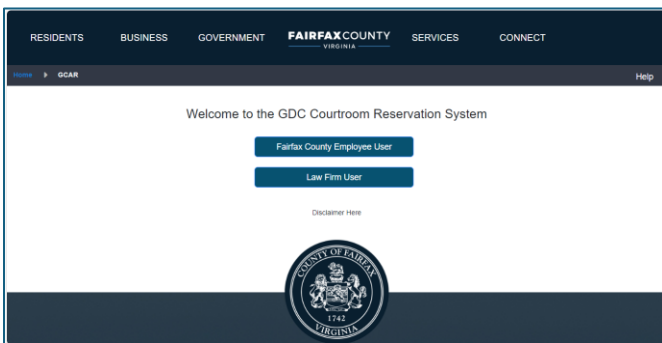 RESIDENTS BUSINESS GOVERNMENT FAIRFAXCOUNTY SERVICES CONNECT
VIRGINIA
Home GCAR Help
Welcome to the GDC Courtroom Reservation System
Fairfax County Employee User
Law Firm User
Disclaimer Here
COUNTY OF FAIRFAX
1742
VIRGINIA